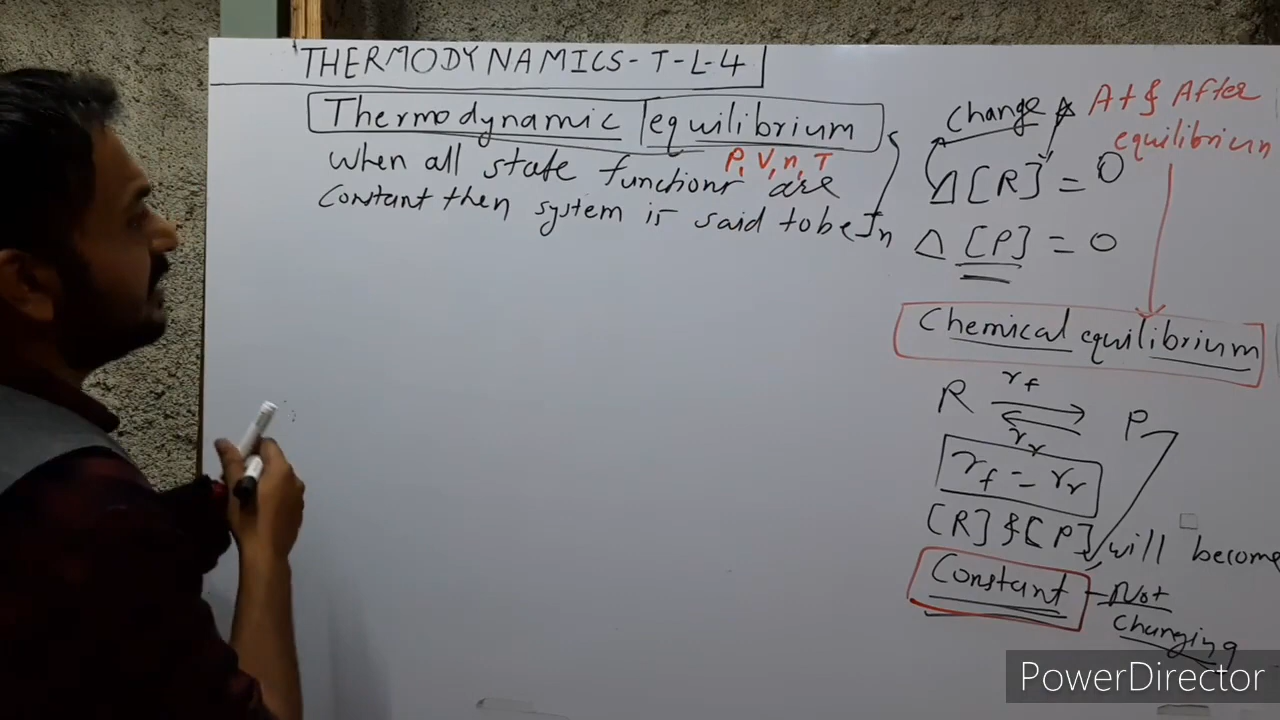 THERMODYNAMICS-T-L-4
Thermodynamic equilibrium
P, V, n, T
when all state functions are
Constant then system is said to be In
Change
At & After
equilibrium
Δ[R] = 0
Δ[P] = 0
Chemical equilibrium
R ⇌ P
rf
rr
rf = rr
[R] & [P] will become
Constant - Not
Changing
PowerDirector